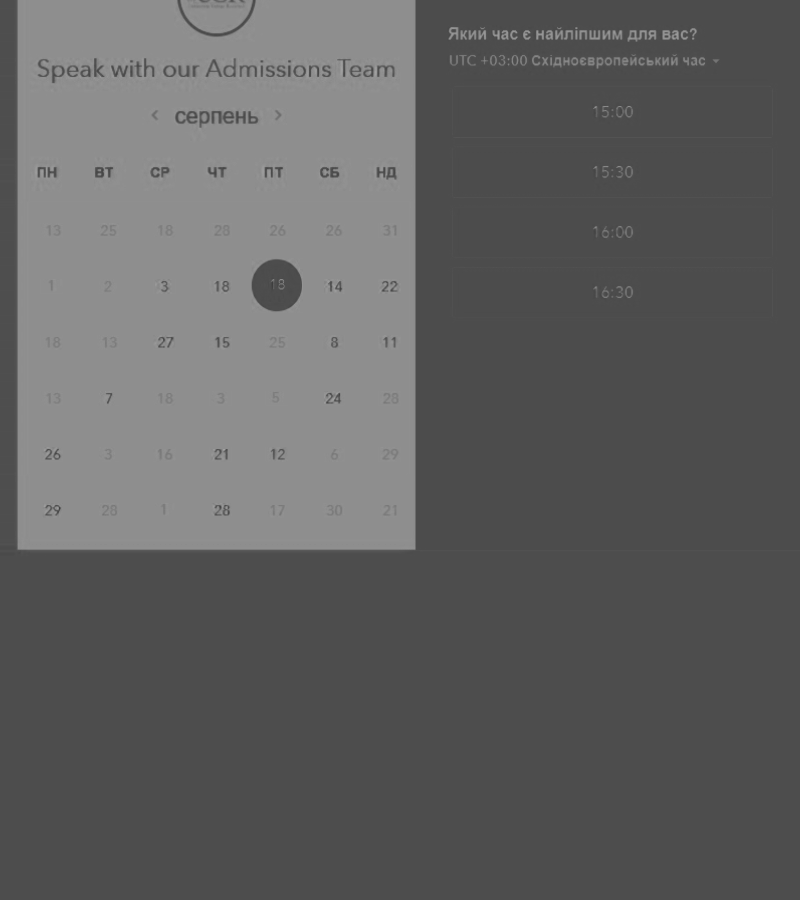 Speak with our Admissions Team
‹ серпень ›
ПН ВТ СР ЧТ ПТ СБ НД
13 25 18 28 26 26 31
1 2 3 18 18 14 22
18 13 27 15 25 8 11
13 7 18 3 5 24 28
26 3 16 21 12 6 29
29 28 1 28 17 30 21
Який час є найліпшим для вас?
UTC +03:00 Східноєвропейський час
15:00
15:30
16:00
16:30